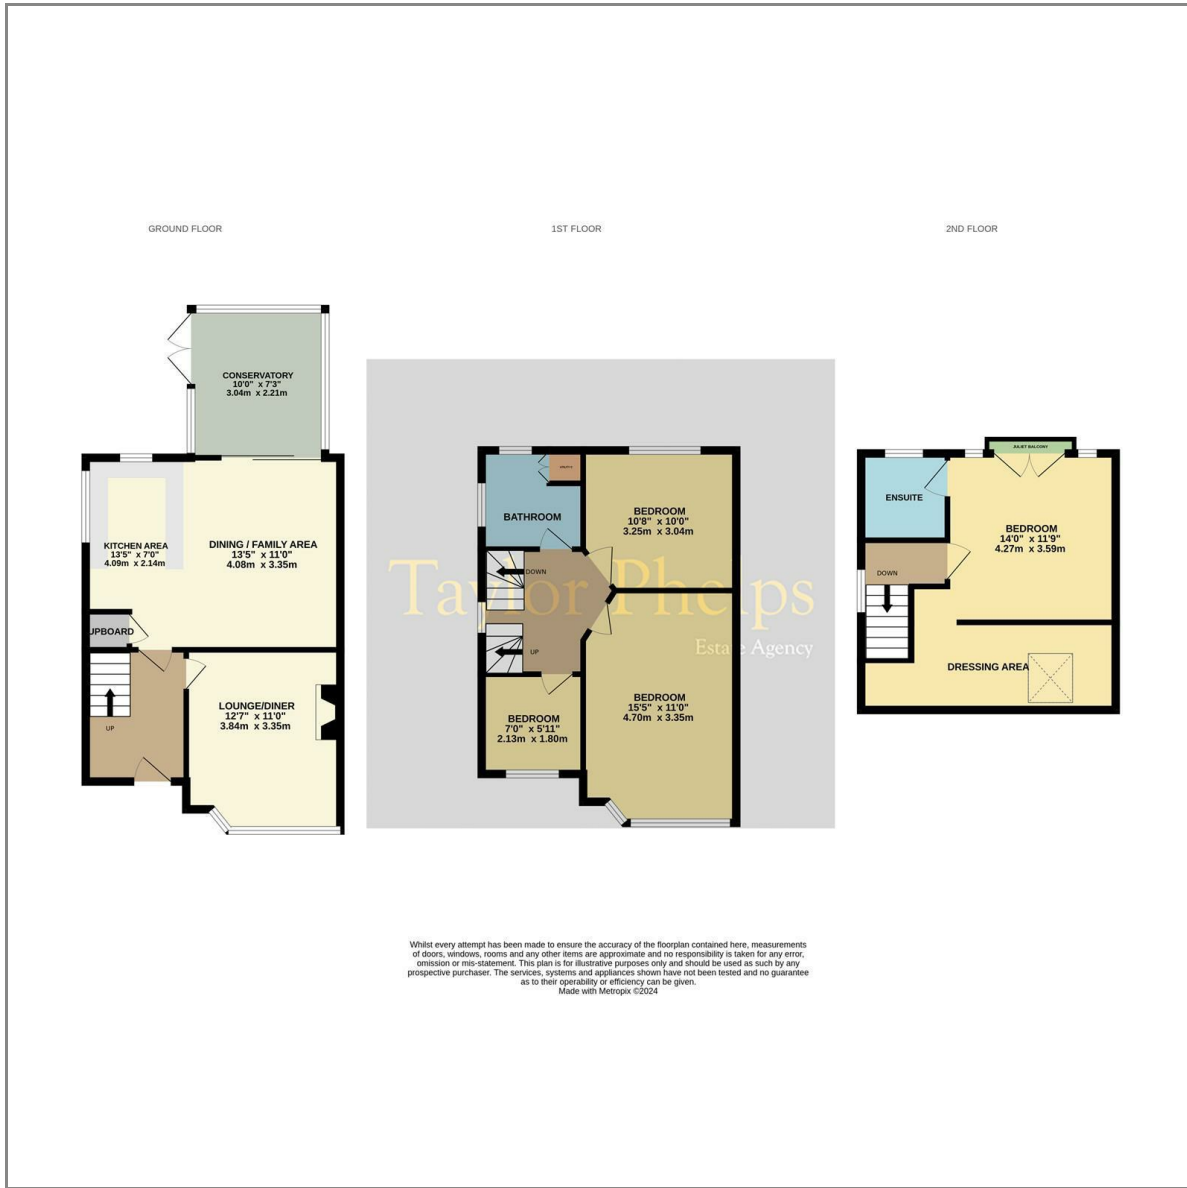 GROUND FLOOR
1ST FLOOR
2ND FLOOR
CONSERVATORY
10'0" x 7'3"
3.04m x 2.21m
KITCHEN AREA
13'5" x 7'0"
4.09m x 2.14m
DINING / FAMILY AREA
13'5" x 11'0"
4.08m x 3.35m
UPBOARD
UP
LOUNGE/DINER
12'7" x 11'0"
3.84m x 3.35m
BATHROOM
BEDROOM
10'8" x 10'0"
3.25m x 3.04m
DOWN
UP
Taylor Phelps
Estate Agency
BEDROOM
7'0" x 5'11"
2.13m x 1.80m
BEDROOM
15'5" x 11'0"
4.70m x 3.35m
JULIET BALCONY
ENSUITE
BEDROOM
14'0" x 11'9"
4.27m x 3.59m
DOWN
DRESSING AREA
Whilst every attempt has been made to ensure the accuracy of the floorplan contained here, measurements
of doors, windows, rooms and any other items are approximate and no responsibility is taken for any error,
omission or mis-statement. This plan is for illustrative purposes only and should be used as such by any
prospective purchaser. The services, systems and appliances shown have not been tested and no guarantee
as to their operability or efficiency can be given.
Made with Metropix ©2024